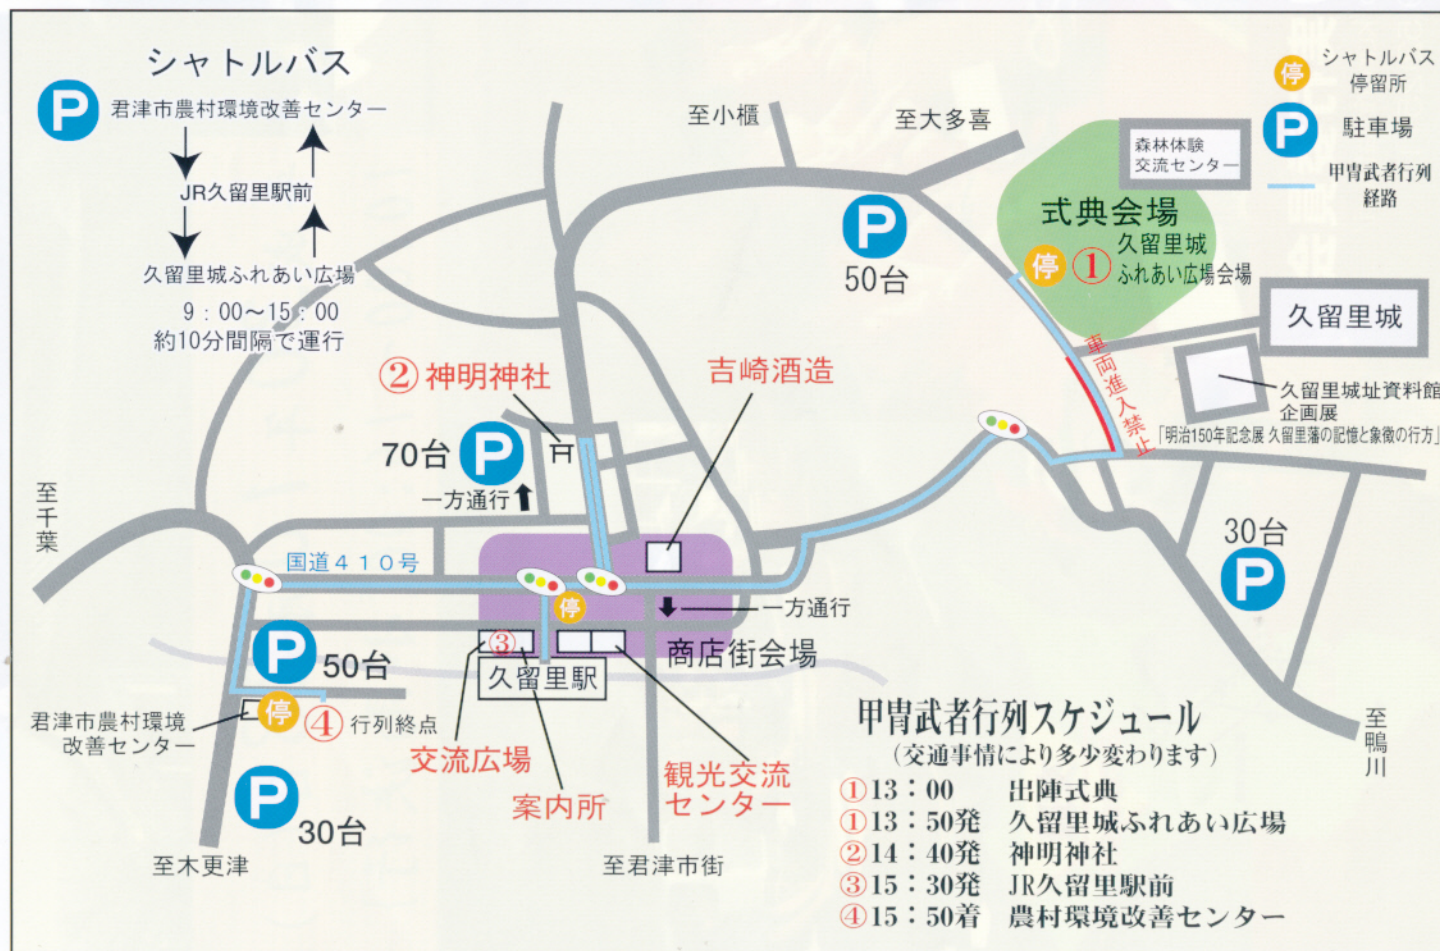 シャトルバス
P
君津市農村環境改善センター
JR久留里駅前
久留里城ふれあい広場
9：00～15：00
約10分間隔で運行
停
シャトルバス
停留所
P
駐車場
甲冑武者行列
経路
至小櫃
至大多喜
森林体験
交流センター
式典会場
停
①
久留里城
ふれあい広場会場
P
50台
久留里城
車両進入禁止
久留里城址資料館
企画展
「明治150年記念展 久留里藩の記憶と象徴の行方」
②神明神社
吉崎酒造
70台
P
一方通行
至千葉
国道４１０号
30台
P
停
一方通行
③
商店街会場
久留里駅
P
50台
君津市農村環境
改善センター
停
④
行列終点
交流広場
案内所
観光交流
センター
P
30台
至木更津
至君津市街
至鴨川
甲冑武者行列スケジュール
（交通事情により多少変わります）
①13：00　出陣式典
①13：50発　久留里城ふれあい広場
②14：40発　神明神社
③15：30発　JR久留里駅前
④15：50着　農村環境改善センター